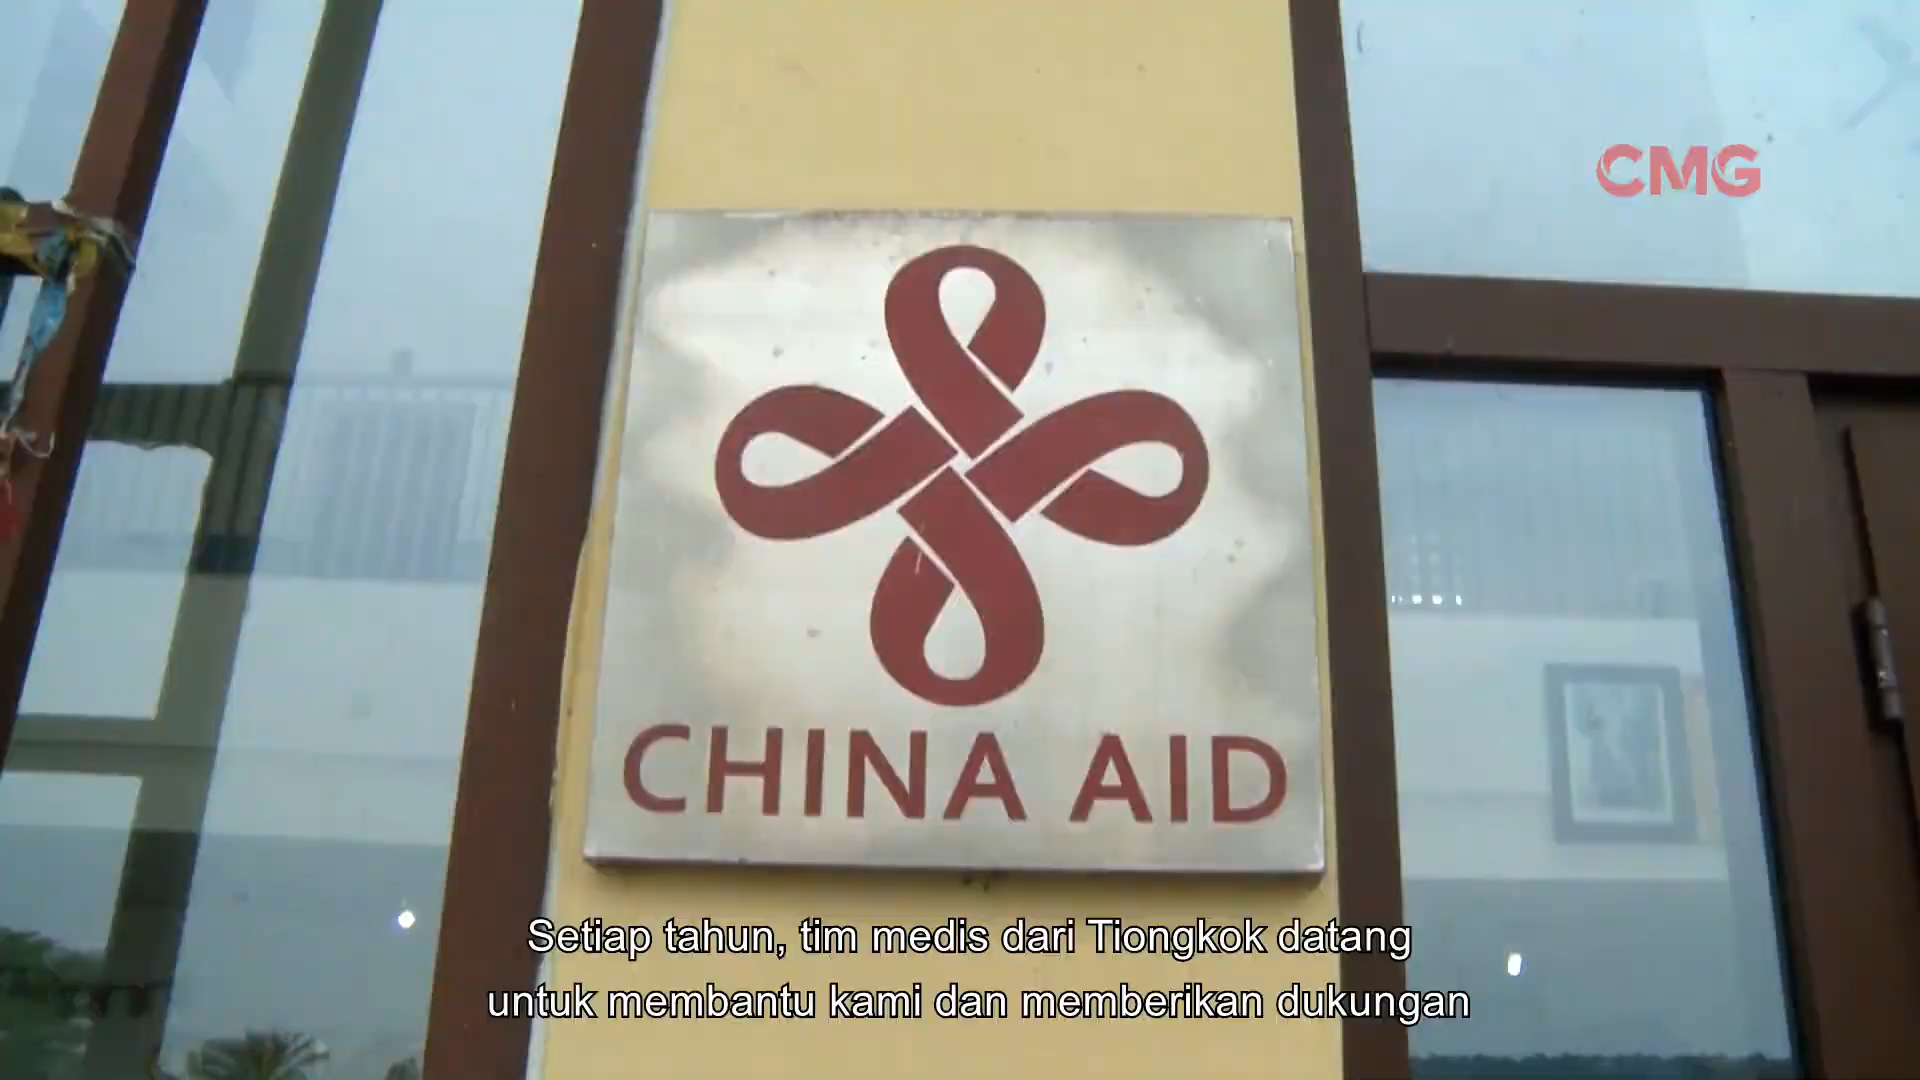 CMG
CHINA AID
Setiap tahun, tim medis dari Tiongkok datang
untuk membantu kami dan memberikan dukungan